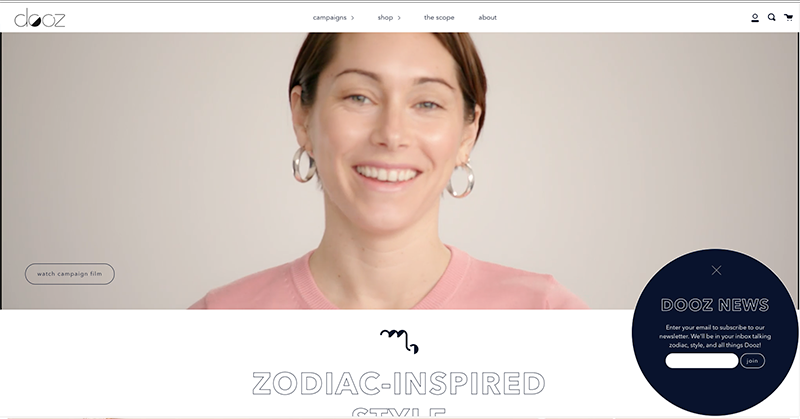 dooz
campaigns >
shop >
the scope
about
watch campaign film
DOOZ NEWS
Enter your email to subscribe to our
newsletter. We'll be in your inbox talking
zodiac, style, and all things Dooz!
join
ZODIAC-INSPIRED
STYLE